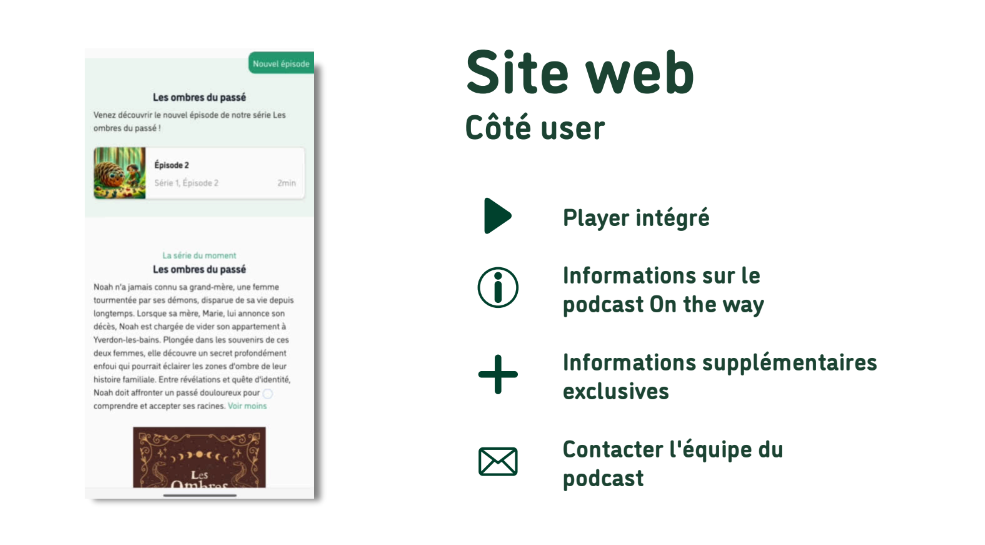 Nouvel épisode
Les ombres du passé
Venez découvrir le nouvel épisode de notre série Les
ombres du passé !
Épisode 2
Série 1, Épisode 2
2min
La série du moment
Les ombres du passé
Noah n'a jamais connu sa grand-mère, une femme
tourmentée par ses démons, disparue de sa vie depuis
longtemps. Lorsque sa mère, Marie, lui annonce son
décès, Noah est chargée de vider son appartement à
Yverdon-les-bains. Plongée dans les souvenirs de ces
deux femmes, elle découvre un secret profondément
enfoui qui pourrait éclairer les zones d'ombre de leur
histoire familiale. Entre révélations et quête d'identité,
Noah doit affronter un passé douloureux pour
comprendre et accepter ses racines. Voir moins
Les
Ombres
Site web
Côté user
Player intégré
Informations sur le
podcast On the way
Informations supplémentaires
exclusives
Contacter l'équipe du
podcast